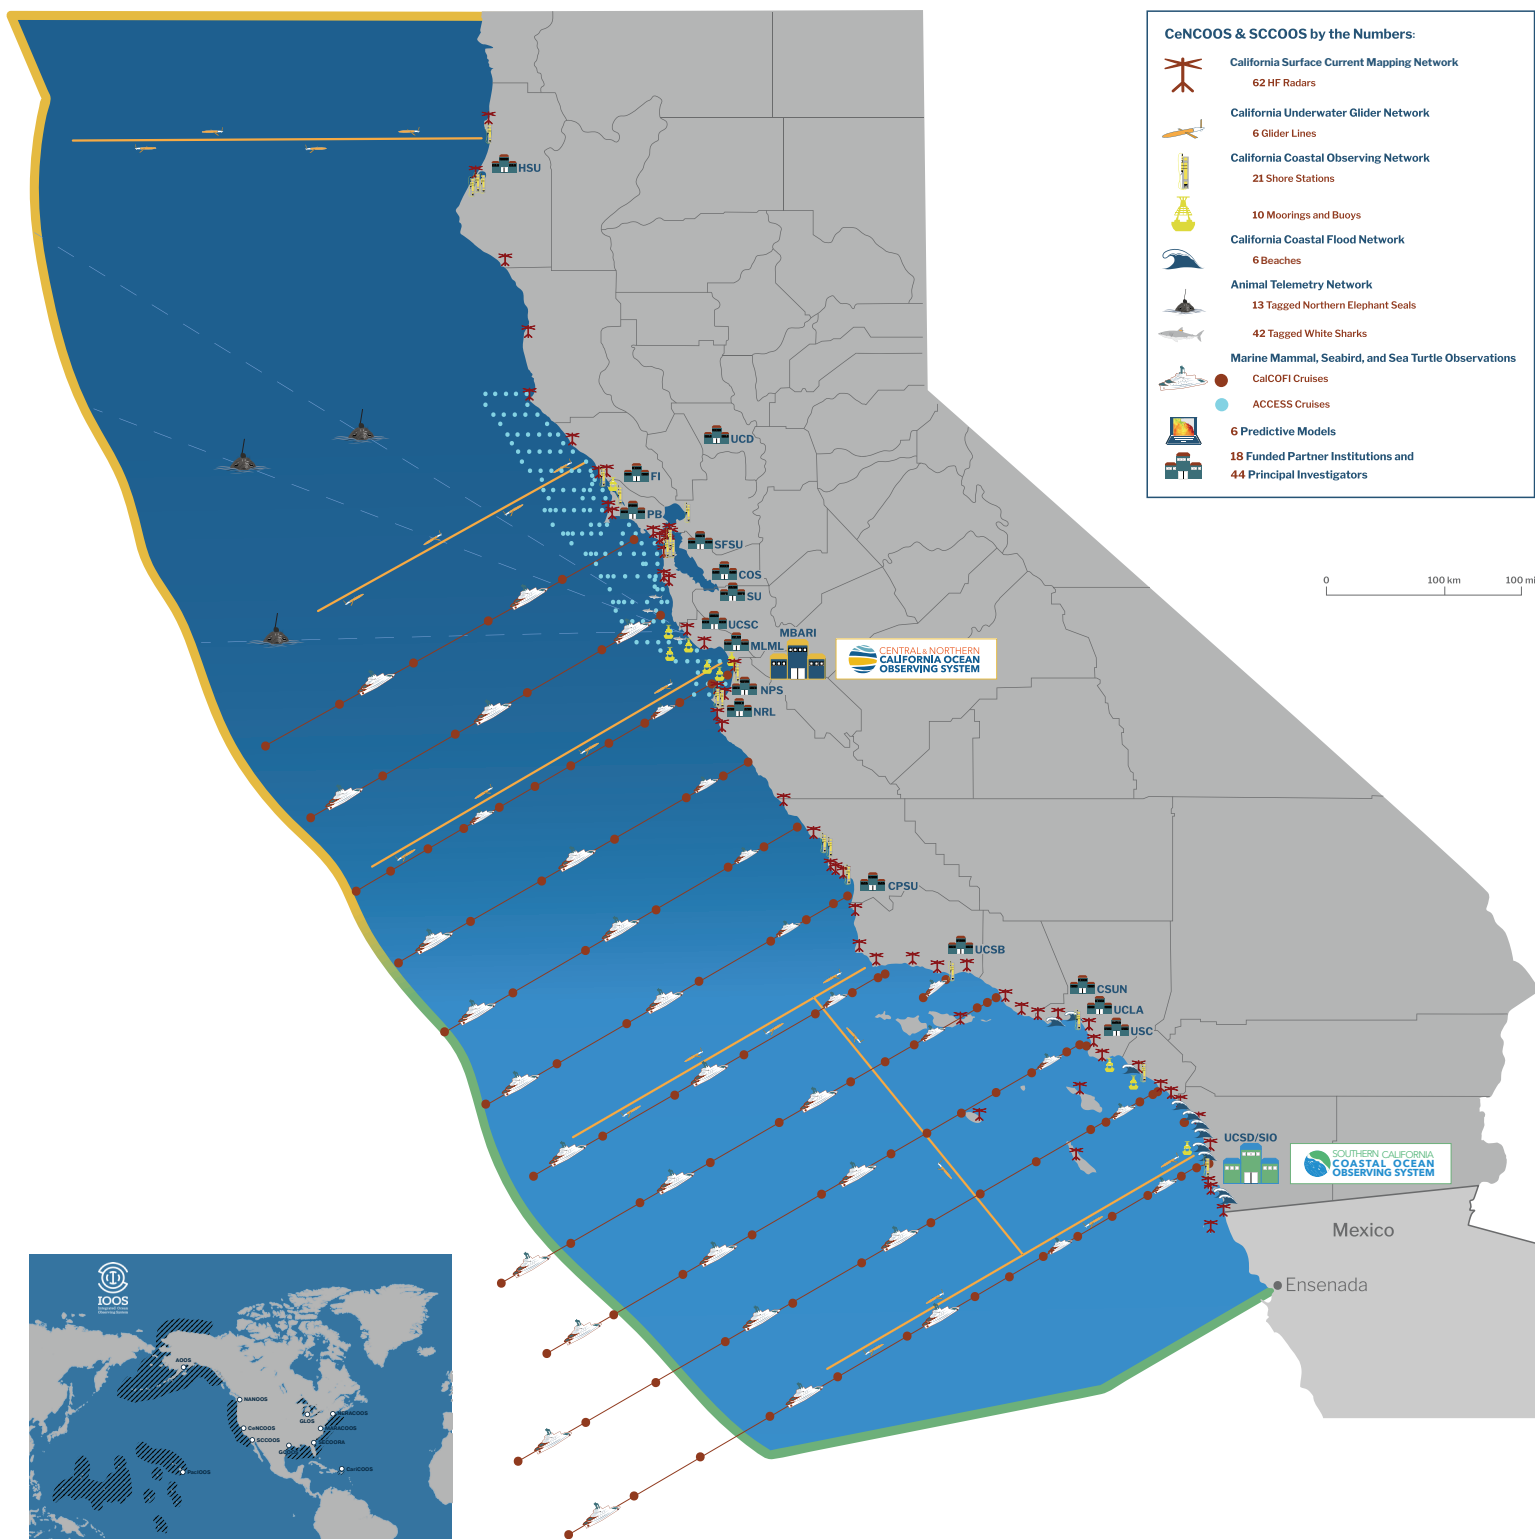 CeNCOOS & SCCOOS by the Numbers:
California Surface Current Mapping Network
62 HF Radars
California Underwater Glider Network
6 Glider Lines
California Coastal Observing Network
21 Shore Stations
10 Moorings and Buoys
California Coastal Flood Network
6 Beaches
Animal Telemetry Network
13 Tagged Northern Elephant Seals
42 Tagged White Sharks
Marine Mammal, Seabird, and Sea Turtle Observations
CalCOFI Cruises
ACCESS Cruises
6 Predictive Models
18 Funded Partner Institutions and
44 Principal Investigators
0 100 km 100 mi
HSU
UCD
FI
PB
SFSU
COS
SU
UCSC
MLML
MBARI
CENTRAL & NORTHERN
CALIFORNIA OCEAN
OBSERVING SYSTEM
NPS
NRL
CPSU
UCSB
CSUN
UCLA
USC
UCSD/SIO
SOUTHERN CALIFORNIA
COASTAL OCEAN
OBSERVING SYSTEM
Mexico
Ensenada
IOOS
Integrated Ocean
Observing System
AOOS
NANOOS
CeNCOOS
SCCOOS
GLOS
PacIOOS
CariCOOS